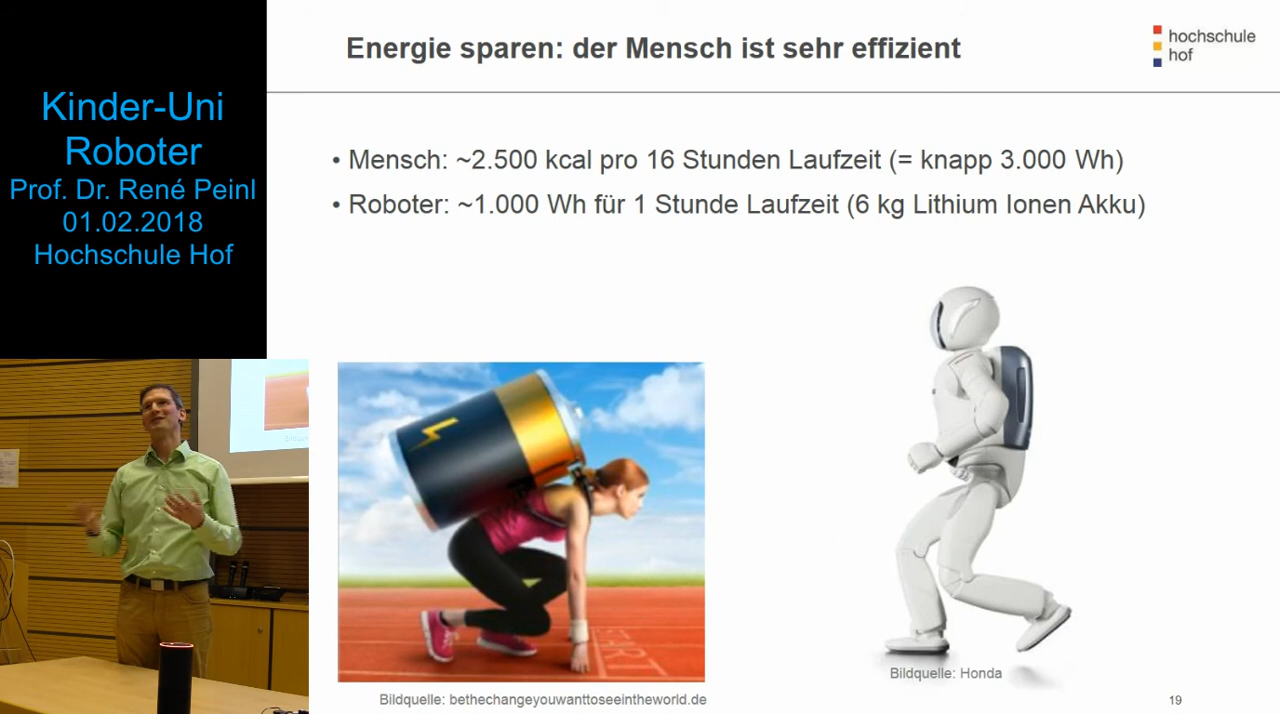 Kinder-Uni
Roboter
Prof. Dr. René Peinl
01.02.2018
Hochschule Hof
Energie sparen: der Mensch ist sehr effizient
hochschule
hof
• Mensch: ~2.500 kcal pro 16 Stunden Laufzeit (= knapp 3.000 Wh)
• Roboter: ~1.000 Wh für 1 Stunde Laufzeit (6 kg Lithium Ionen Akku)
START
Bildquelle: Honda
Bildquelle: bethechangeyouwanttoseeintheworld.de
19